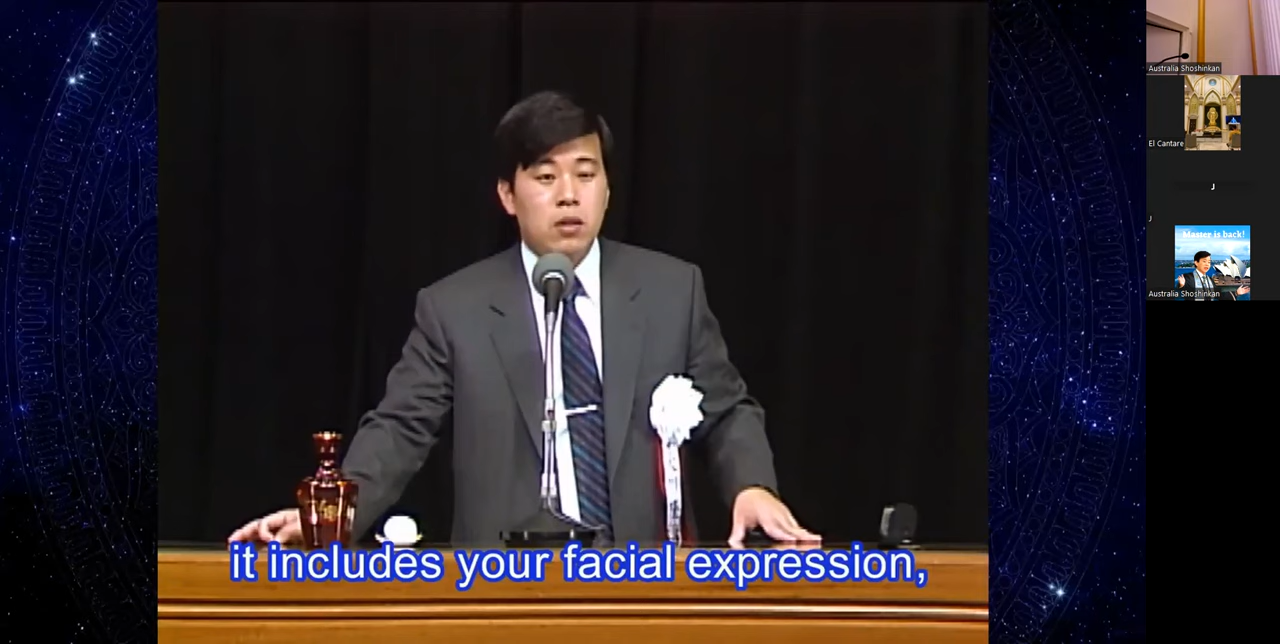 it includes your facial expression,
Australia Shoshinkan
El Cantare
J
J
Master is back!
Australia Shoshinkan